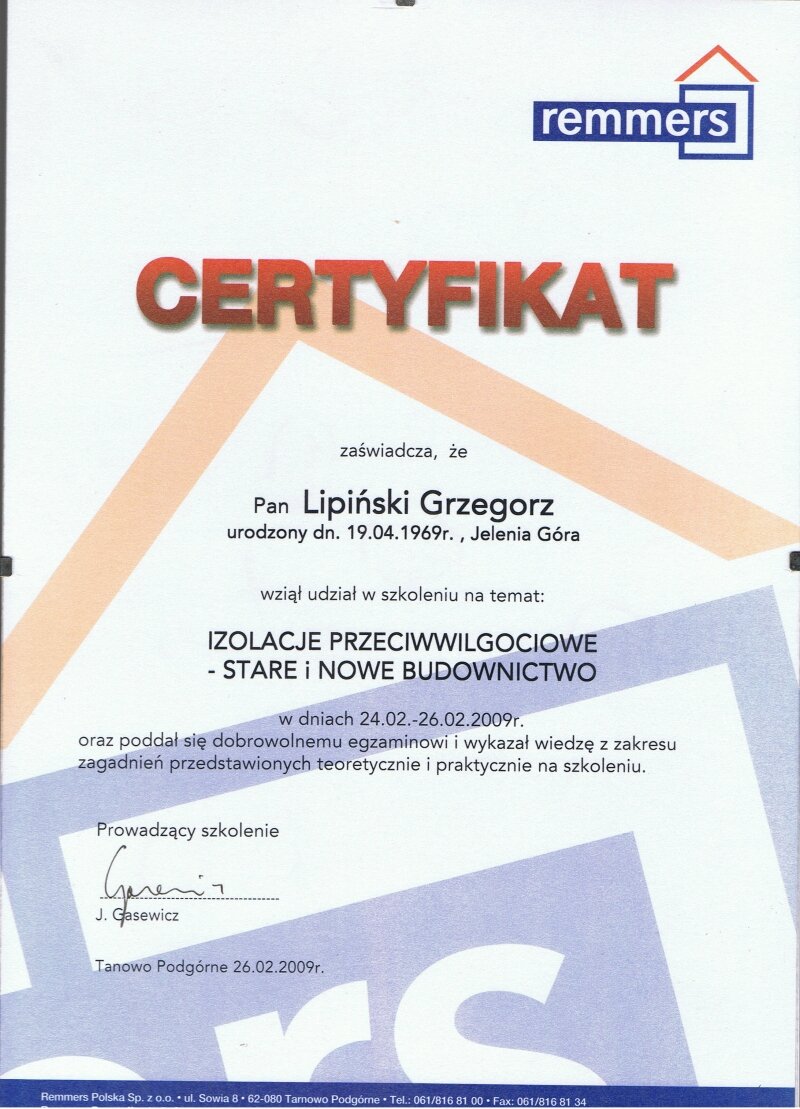 remmers
CERTYFIKAT
zaświadcza, że
Pan Lipiński Grzegorz
urodzony dn. 19.04.1969r. , Jelenia Góra
wziął udział w szkoleniu na temat:
IZOLACJE PRZECIWWILGOCIOWE
- STARE i NOWE BUDOWNICTWO
w dniach 24.02.-26.02.2009r.
oraz poddał się dobrowolnemu egzaminowi i wykazał wiedzę z zakresu
zagadnień przedstawionych teoretycznie i praktycznie na szkoleniu.
Prowadzący szkolenie
J. Gasewicz
Tanowo Podgórne 26.02.2009r.
ers
Remmers Polska Sp. z o.o. • ul. Sowia 8 • 62-080 Tarnowo Podgórne • Tel.: 061/816 81 00 • Fax: 061/816 81 34